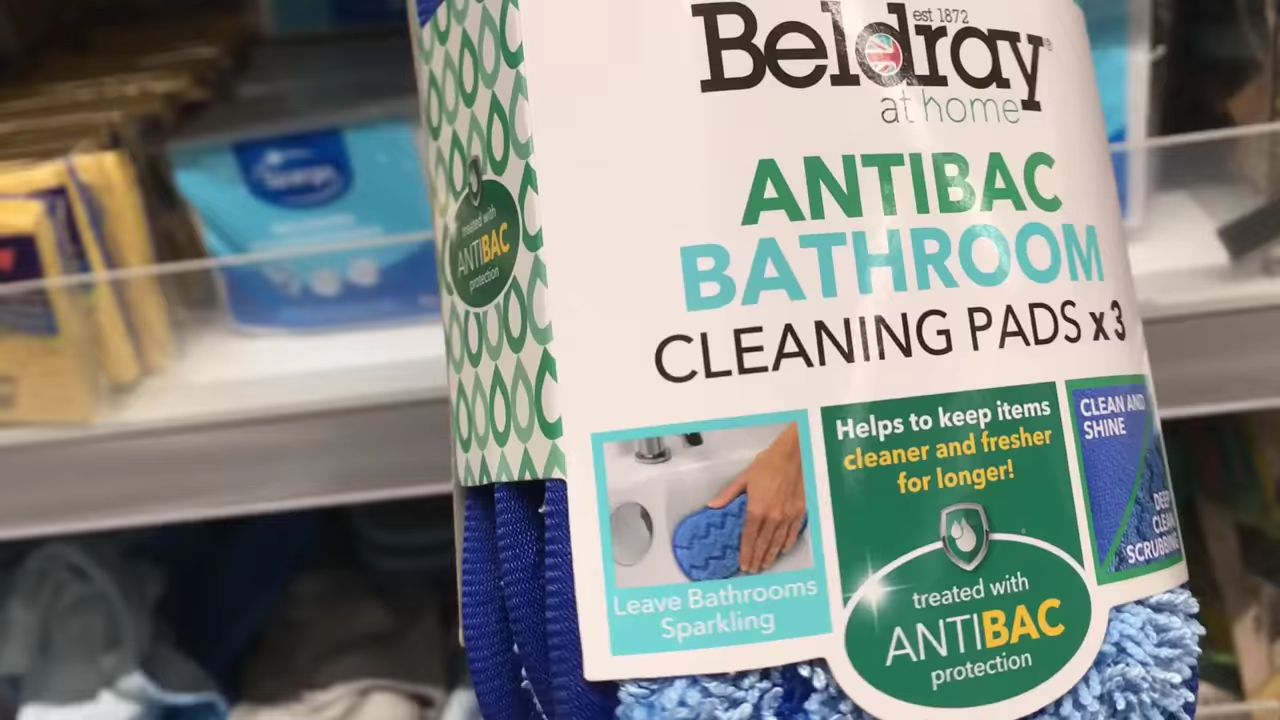 est 1872
Beldray®
at home
ANTIBAC
BATHROOM
CLEANING PADS x 3
treated with
ANTIBAC
protection
Leave Bathrooms
Sparkling
Helps to keep items
cleaner and fresher
for longer!
treated with
ANTIBAC
protection
CLEAN AND
SHINE
DEEP
CLEAN
SCRUBBING